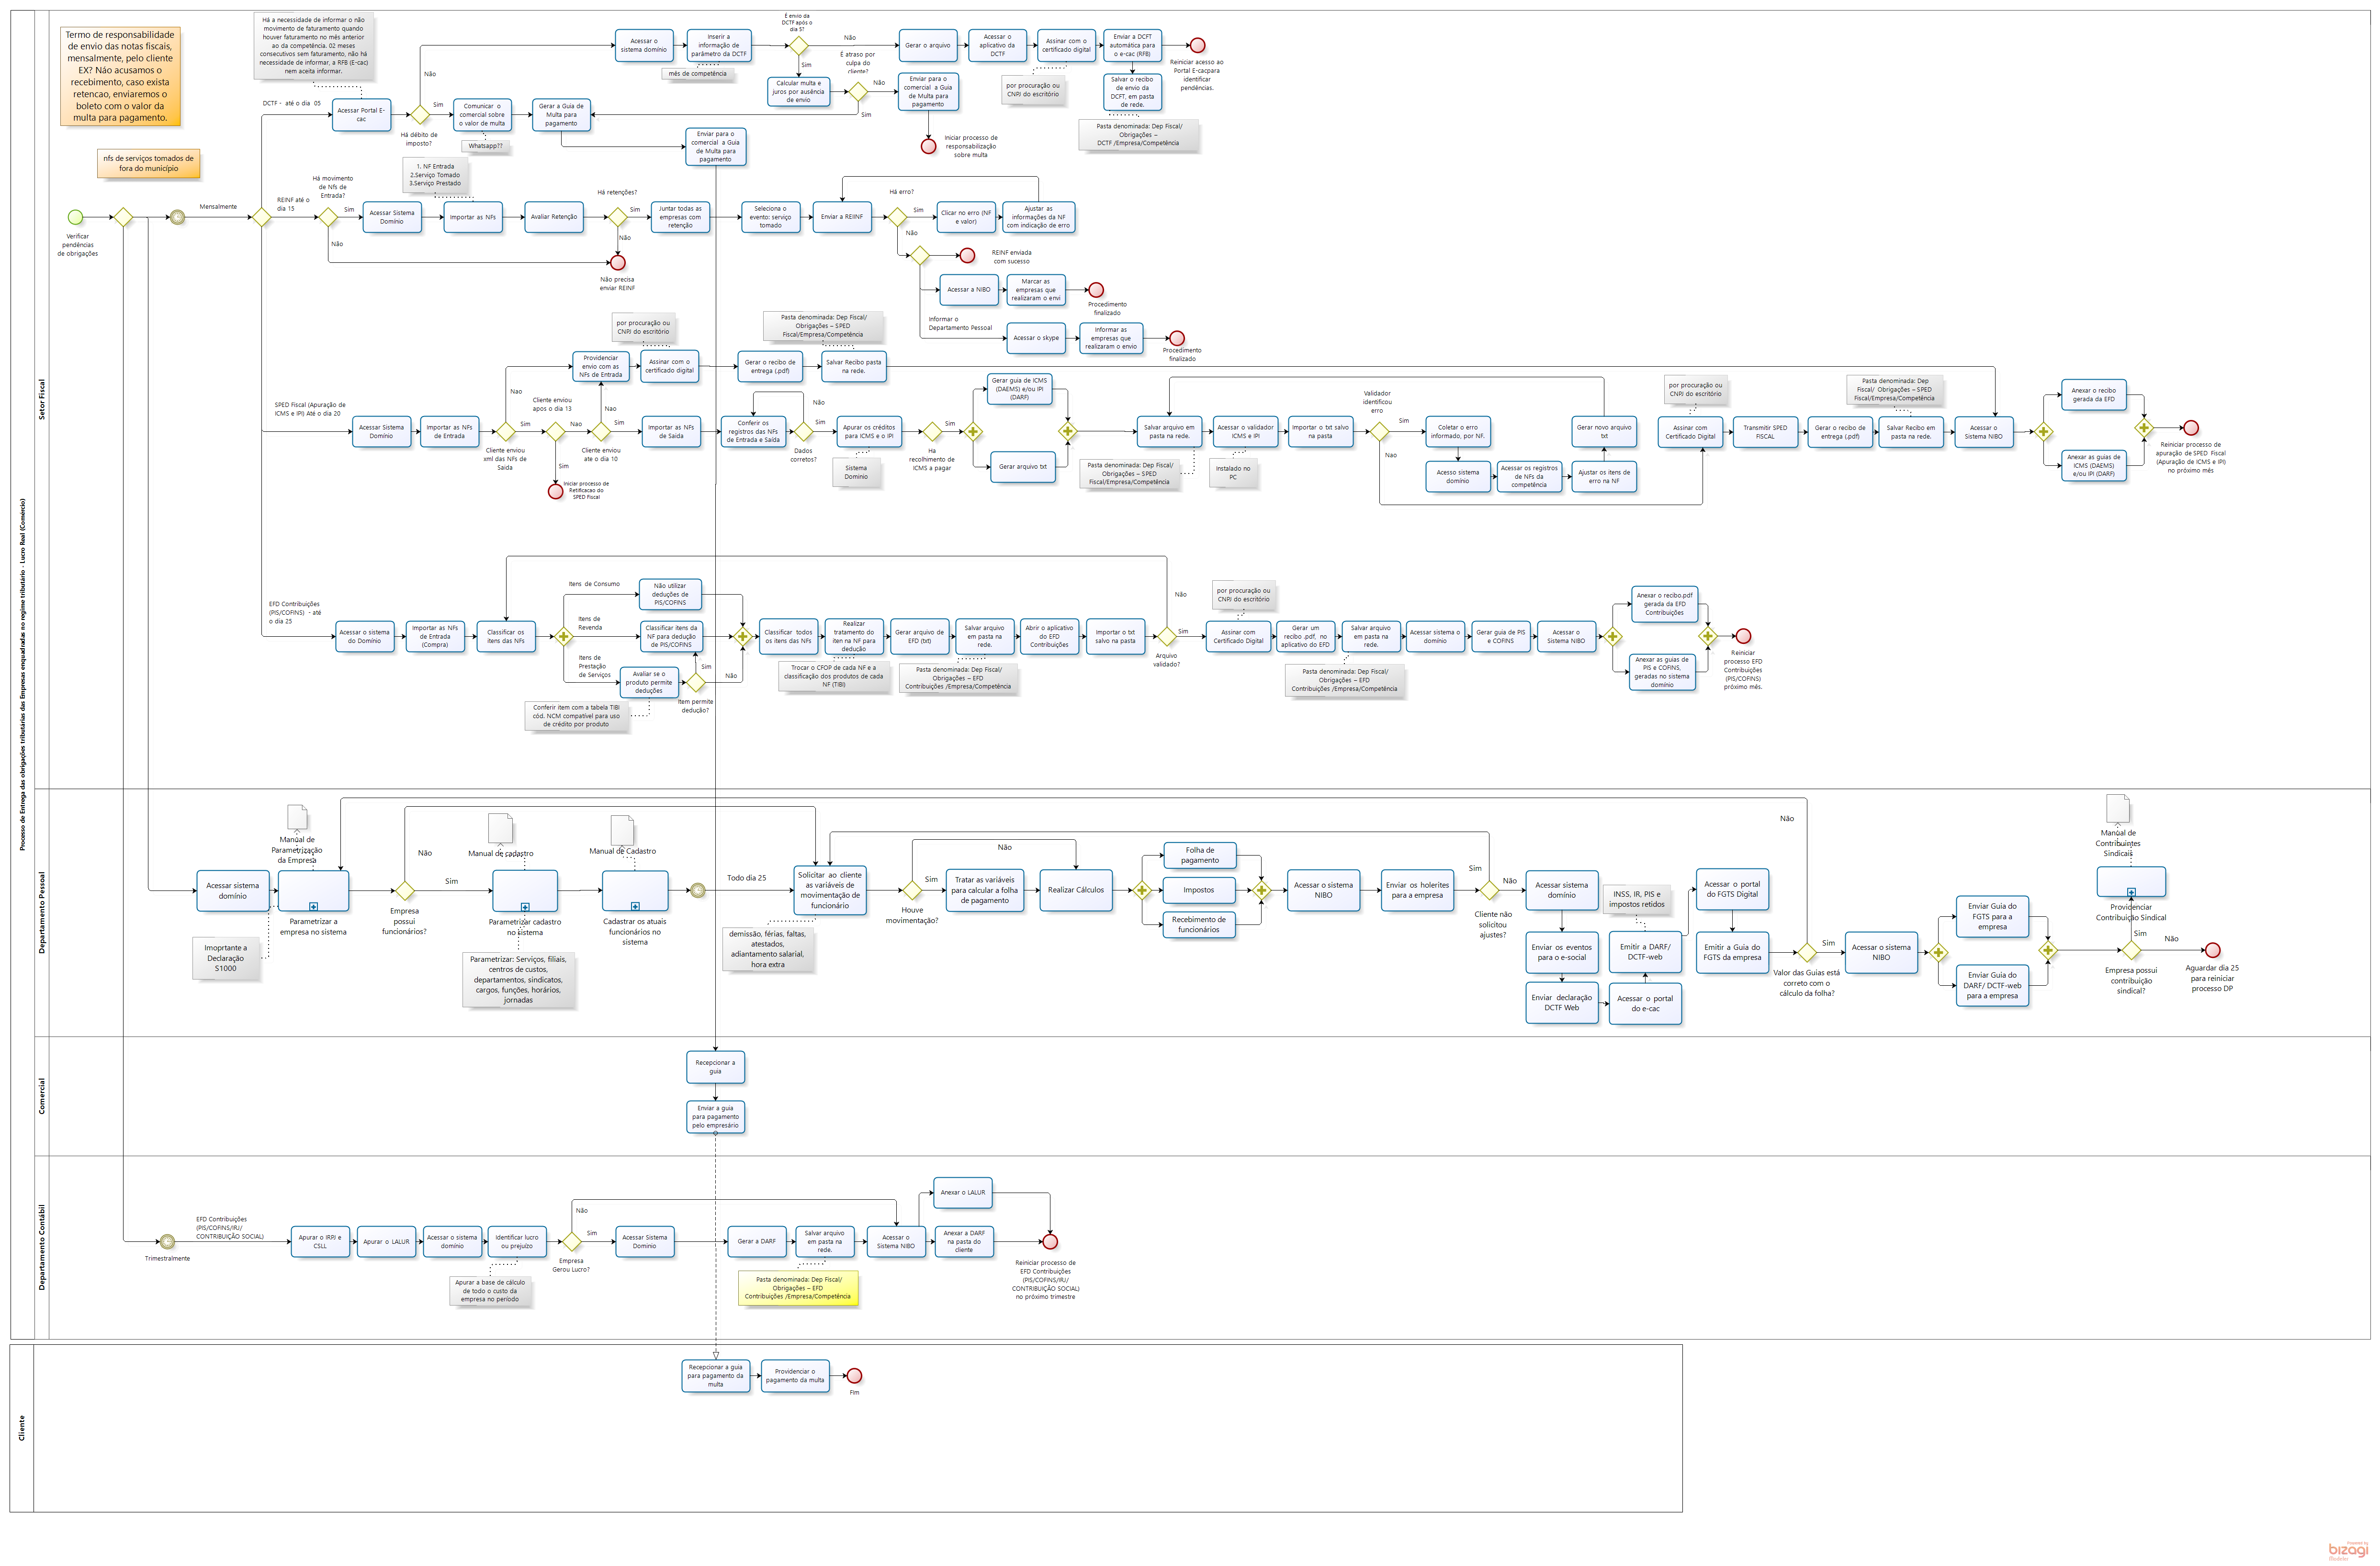 Processo de Entrega das obrigações tributárias das Empresas enquadradas no regime tributário - Lucro Real (Comércio)
Setor Fiscal
Termo de responsabilidade
de envio das notas fiscais,
mensalmente, pelo cliente
EX? Não acusamos o
recebimento, caso exista
retencao, enviaremos o
boleto com o valor da
multa para pagamento.
nfs de serviços tomados de
fora do município
Há a necessidade de informar o não
movimento de faturamento quando
houver faturamento no mês anterior
ao da competência. 02 meses
consecutivos sem faturamento, não há
necessidade de informar, a RFB (E-cac)
nem aceita informar.
DCTF - até o dia 05
Acessar Portal E-
cac
Há débito de
imposto?
Não
Sim
Comunicar o
comercial sobre
o valor de multa
Whatsapp??
Gerar a Guia de
Multa para
pagamento
Enviar para o
comercial a Guia
de Multa para
pagamento
Acessar o
sistema domínio
Inserir a
informação de
parâmetro da DCTF
mês de competência
É envio da
DCTF após o
dia 5?
Não
Sim
Calcular multa e
juros por ausência
de envio
É atraso por
culpa do
cliente?
Não
Sim
Enviar para o
comercial a Guia
de Multa para
pagamento
Iniciar processo de
responsabilização
sobre multa
Gerar o arquivo
Acessar o
aplicativo da
DCTF
Assinar com o
certificado digital
por procuração ou
CNPJ do escritório
Enviar a DCFT
automática para
o e-cac (RFB)
Salvar o recibo
de envio da
DCFT, em pasta
de rede.
Pasta denominada: Dep Fiscal/
Obrigações –
DCTF /Empresa/Competência
Reiniciar acesso ao
Portal E-cacpara
identificar
pendências.
Verificar
pendências
de obrigações
Mensalmente
REINF até o
dia 15
Há movimento
de Nfs de
Entrada?
Sim
Não
Acessar Sistema
Domínio
1. NF Entrada
2.Serviço Tomado
3.Serviço Prestado
Importar as NFs
Avaliar Retenção
Há retenções?
Sim
Não
Não precisa
enviar REINF
Juntar todas as
empresas com
retenção
Seleciona o
evento: serviço
tomado
Enviar a REIINF
Há erro?
Sim
Não
Clicar no erro (NF
e valor)
Ajustar as
informações da NF
com indicação de erro
REINF enviada
com sucesso
Acessar a NIBO
Marcar as
empresas que
realizaram o envi
Procedimento
finalizado
Informar o
Departamento Pessoal
Acessar o skype
Informar as
empresas que
realizaram o envio
Procedimento
finalizado
SPED Fiscal (Apuração de
ICMS e IPI) Até o dia 20
Acessar Sistema
Domínio
Importar as NFs
de Entrada
Cliente enviou
xml das NFs de
Saida
Nao
Sim
Cliente enviou
apos o dia 13
Nao
Sim
Iniciar processo de
Retificacao do
SPED Fiscal
Cliente enviou
ate o dia 10
Nao
Sim
Providenciar
envio com as
NFs de Entrada
por procuração ou
CNPJ do escritório
Assinar com o
certificado digital
Gerar o recibo de
entrega (.pdf)
Pasta denominada: Dep Fiscal/
Obrigações – SPED
Fiscal/Empresa/Competência
Salvar Recibo pasta
na rede.
Importar as NFs
de Saida
Conferir os
registros das NFs
de Entrada e Saída
Não
Dados
corretos?
Sim
Apurar os créditos
para ICMS e o IPI
Sistema
Dominio
Ha
recolhimento de
ICMS a pagar
Sim
Gerar guia de ICMS
(DAEMS) e/ou IPI
(DARF)
Gerar arquivo txt
Salvar arquivo em
pasta na rede.
Pasta denominada: Dep Fiscal/
Obrigações – SPED
Fiscal/Empresa/Competência
Acessar o validador
ICMS e IPI
Instalado no
PC
Importar o txt salvo
na pasta
Validador
identificou
erro
Sim
Nao
Coletar o erro
informado, por NF.
Acesso sistema
domínio
Acessar os registros
de NFs da
competência
Ajustar os itens de
erro na NF
Gerar novo arquivo
txt
por procuração ou
CNPJ do escritório
Assinar com
Certificado Digital
Transmitir SPED
FISCAL
Gerar o recibo de
entrega (.pdf)
Pasta denominada: Dep
Fiscal/ Obrigações – SPED
Fiscal/Empresa/Competência
Salvar Recibo em
pasta na rede.
Acessar o
Sistema NIBO
Anexar o recibo
gerada da EFD
Anexar as guias de
ICMS (DAEMS)
e/ou IPI (DARF)
Reiniciar processo de
apuração de SPED Fiscal
(Apuração de ICMS e IPI)
no próximo mês
EFD Contribuições
(PIS/COFINS) - até
o dia 25
Acessar o sistema
do Domínio
Importar as NFs
de Entrada
(Compra)
Classificar os
itens das NFs
Itens de Consumo
Itens de
Revenda
Itens de
Prestação
de Serviços
Não utilizar
deduções de
PIS/COFINS
Classificar itens da
NF para dedução
de PIS/COFINS
Avaliar se o
produto permite
deduções
Conferir item com a tabela TIBI
cód. NCM compatível para uso
de crédito por produto
Sim
Não
Item permite
dedução?
Classificar todos
os itens das NFs
Realizar
tratamento do
iten na NF para
dedução
Trocar o CFOP de cada NF e a
classificação dos produtos de cada
NF (TIBI)
Gerar arquivo de
EFD (txt)
Salvar arquivo
em pasta na
rede.
Pasta denominada: Dep Fiscal/
Obrigações – EFD
Contribuições /Empresa/Competência
Abrir o aplicativo
do EFD
Contribuições
Importar o txt
salvo na pasta
Não
Sim
Arquivo
validado?
por procuração ou
CNPJ do escritório
Assinar com
Certificado Digital
Gerar um
recibo .pdf, no
aplicativo do EFD
Salvar arquivo
em pasta na
rede.
Pasta denominada: Dep Fiscal/
Obrigações – EFD
Contribuições /Empresa/Competência
Acessar sistema o
domínio
Gerar guia de PIS
e COFINS
Acessar o
Sistema NIBO
Anexar o recibo.pdf
gerada da EFD
Contribuições
Anexar as guias de
PIS e COFINS,
geradas no sistema
domínio
Reiniciar
processo EFD
Contribuições
(PIS/COFINS)
próximo mês.
Departamento Pessoal
Acessar sistema
domínio
Imoprtante a
Declaração
S1000
Manual de
Parametrização
da Empresa
Parametrizar a
empresa no sistema
Empresa
possui
funcionários?
Não
Sim
Manual de cadastro
Parametrizar cadastro
no sistema
Parametrizar: Serviços, filiais,
centros de custos,
departamentos, sindicatos,
cargos, funções, horários,
jornadas
Manual de Cadastro
Cadastrar os atuais
funcionários no
sistema
Todo dia 25
Solicitar ao cliente
as variáveis de
movimentação de
funcionário
demissão, férias, faltas,
atestados,
adiantamento salarial,
hora extra
Houve
movimentação?
Não
Sim
Tratar as variáveis
para calcular a folha
de pagamento
Realizar Cálculos
Folha de
pagamento
Impostos
Recebimento de
funcionários
Acessar o sistema
NIBO
Enviar os holerites
para a empresa
Sim
Não
Cliente não
solicitou
ajustes?
Acessar sistema
domínio
Enviar os eventos
para o e-social
Enviar declaração
DCTF Web
Acessar o portal
do e-cac
Emitir a DARF/
DCTF-web
INSS, IR, PIS e
impostos retidos
Acessar o portal
do FGTS Digital
Emitir a Guia do
FGTS da empresa
Não
Sim
Valor das Guias está
correto com o
cálculo da folha?
Acessar o sistema
NIBO
Enviar Guia do
FGTS para a
empresa
Enviar Guia do
DARF/ DCTF-web
para a empresa
Manual de
Contribuintes
Sindicais
Providenciar
Contribuição Sindical
Sim
Não
Empresa possui
contribuição
sindical?
Aguardar dia 25
para reiniciar
processo DP
Comercial
Recepcionar a
guia
Enviar a guia
para pagamento
pelo empresário
Departamento Contábil
Trimestralmente
EFD Contribuições
(PIS/COFINS/IRJ/
CONTRIBUIÇÃO SOCIAL)
Apurar o IRPJ e
CSLL
Apurar o LALUR
Acessar o sistema
domínio
Identificar lucro
ou prejuízo
Apurar a base de cálculo
de todo o custo da
empresa no período
Não
Sim
Empresa
Gerou Lucro?
Acessar Sistema
Domínio
Gerar a DARF
Salvar arquivo
em pasta na
rede.
Pasta denominada: Dep Fiscal/
Obrigações – EFD
Contribuições /Empresa/Competência
Acessar o
Sistema NIBO
Anexar o LALUR
Anexar a DARF
na pasta do
cliente
Reiniciar processo de
EFD Contribuições
(PIS/COFINS/IRJ/
CONTRIBUIÇÃO SOCIAL)
no próximo trimestre
Cliente
Recepcionar a guia
para pagamento da
multa
Providenciar o
pagamento da multa
Fim
Powered by
bizagi
Modeler